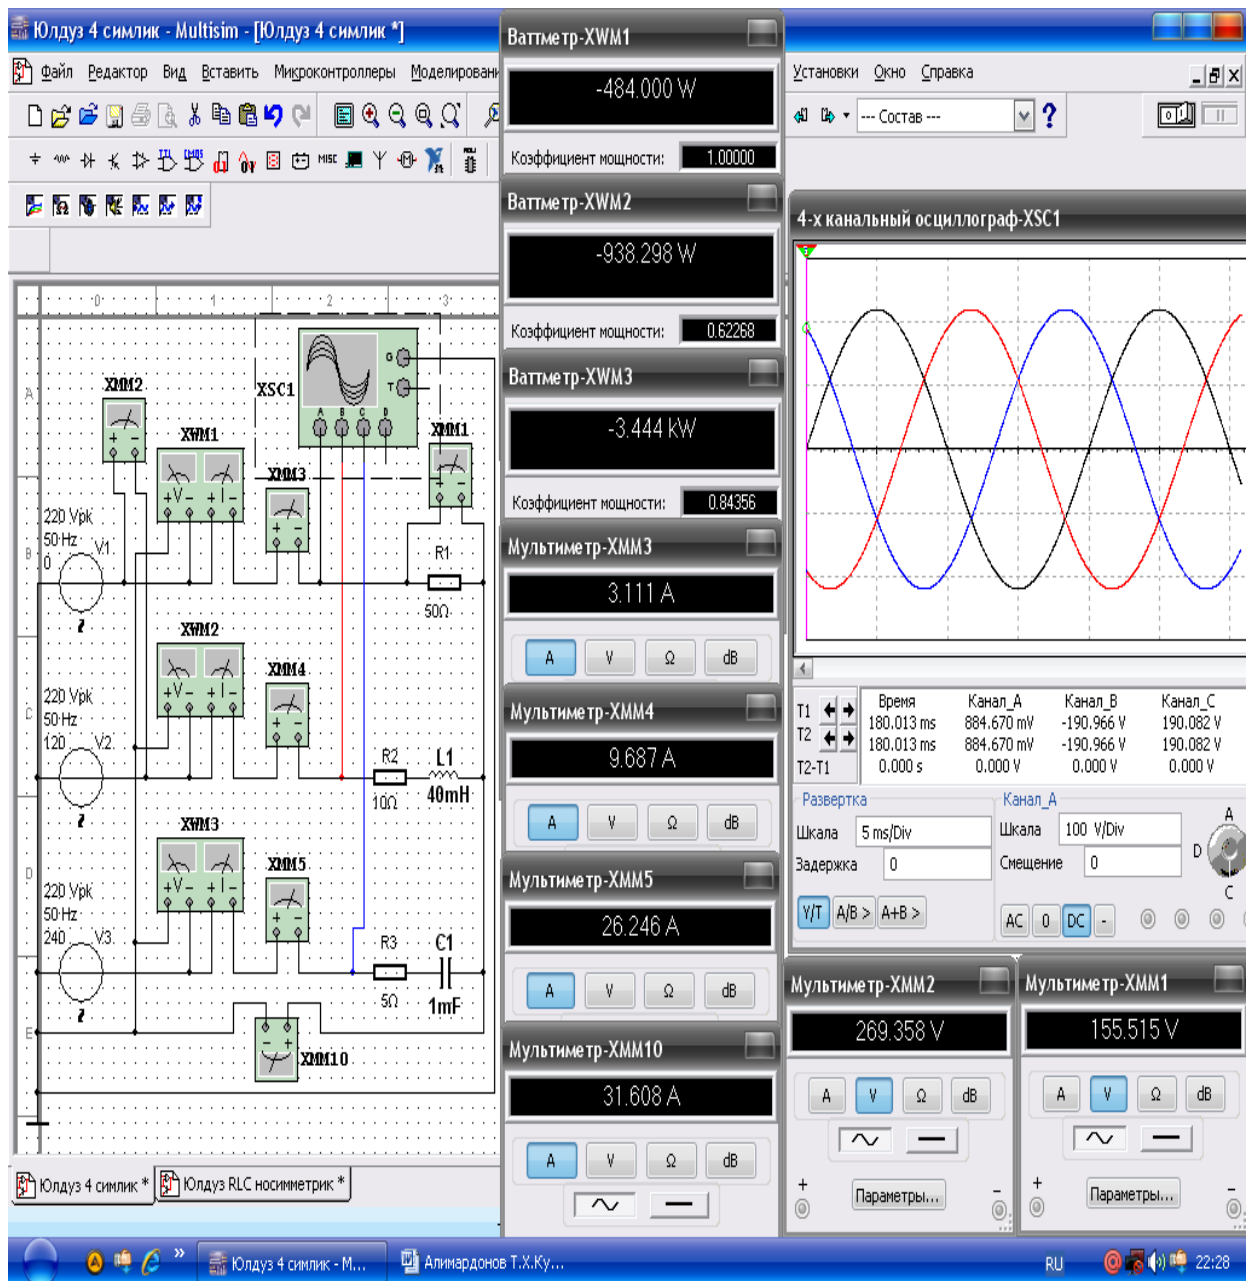 Юлдуз 4 симлик - Multisim - [Юлдуз 4 симлик *]
Файл Редактор Вид Вставить Микроконтроллеры
Установки Окно Справка
--- Состав ---
?
TTL CMOS MISC
0 1 2 3
A
B
C
D
E
XMM2
XWM1
XSC1
G
T
A B C D
XMM1
XMM3
+ V - + I -
220 Vpk
50 Hz
0
V1
R1
50Ω
XWM2
XMM4
+ V - + I -
220 Vpk
50 Hz
120
V2
R2
10Ω
L1
40mH
XWM3
XMM5
+ V - + I -
220 Vpk
50 Hz
240
V3
R3
5Ω
C1
1mF
XMM10
Юлдуз 4 симлик *
Юлдуз RLC носимметрик *
Ваттметр-XWM1
-484.000 W
Коэффициент мощности: 1.00000
Ваттметр-XWM2
-938.298 W
Коэффициент мощности: 0.62268
Ваттметр-XWM3
-3.444 kW
Коэффициент мощности: 0.84356
Мультиметр-XMM3
3.111 A
A V Ω dB
Мультиметр-XMM4
9.687 A
A V Ω dB
Мультиметр-XMM5
26.246 A
A V Ω dB
Мультиметр-XMM10
31.608 A
A V Ω dB
4-х канальный осциллограф-XSC1
Время Канал_A Канал_B Канал_C
T1 180.013 ms 884.670 mV -190.966 V 190.082 V
T2 180.013 ms 884.670 mV -190.966 V 190.082 V
T2-T1 0.000 s 0.000 V 0.000 V 0.000 V
Развертка
Шкала 5 ms/Div
Задержка 0
Y/T A/B > A+B >
Канал_A
Шкала 100 V/Div
Смещение 0
AC 0 DC -
A
D
C
Мультиметр-XMM2
269.358 V
A V Ω dB
+ Параметры... -
Мультиметр-XMM1
155.515 V
A V Ω dB
+ Параметры... -
Юлдуз 4 симлик - М...
Алимардонов Т.Х.Ку...
RU
22:28